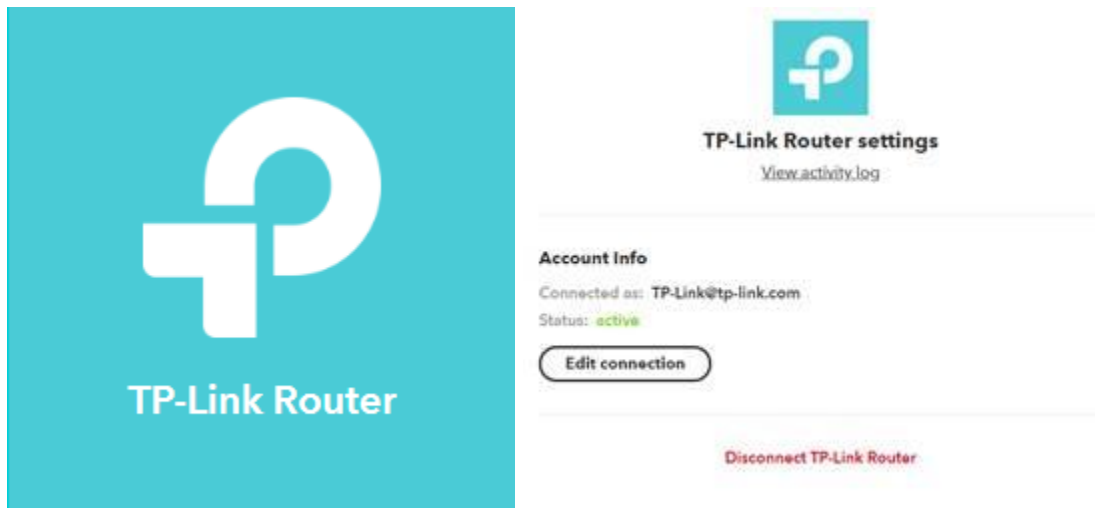 TP-Link Router
TP-Link Router settings
View activity log
Account Info
Connected as: TP-Link@tp-link.com
Status: active
Edit connection
Disconnect TP-Link Router